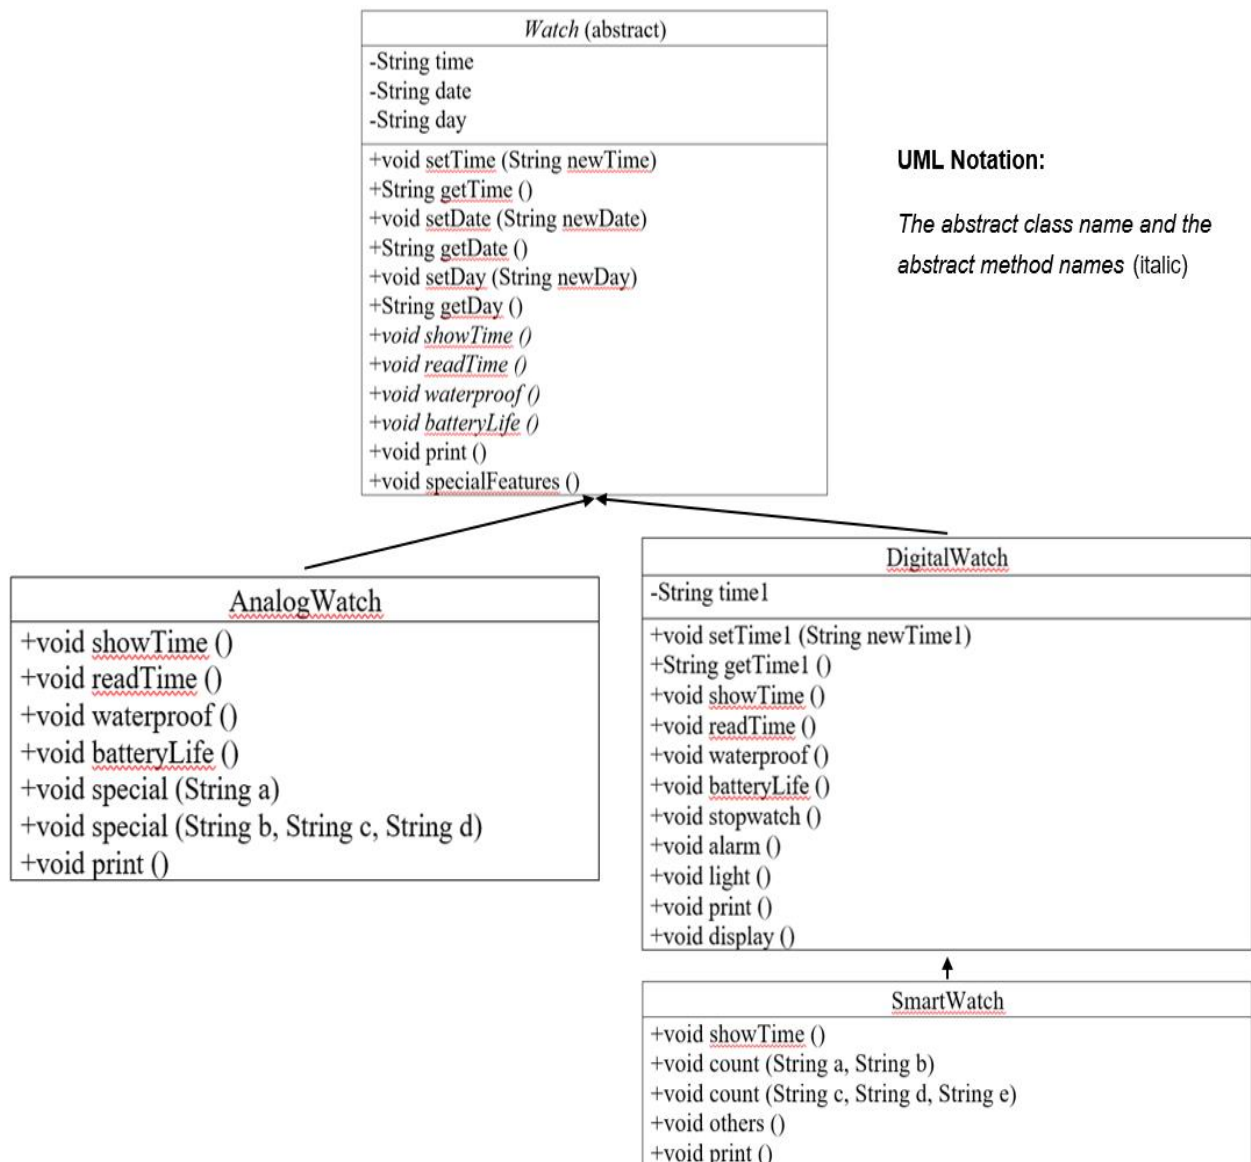 Watch (abstract)
-String time
-String date
-String day
+void setTime (String newTime)
+String getTime ()
+void setDate (String newDate)
+String getDate ()
+void setDay (String newDay)
+String getDay ()
+void showTime ()
+void readTime ()
+void waterproof ()
+void batteryLife ()
+void print ()
+void specialFeatures ()
UML Notation:
The abstract class name and the
abstract method names (italic)
AnalogWatch
+void showTime ()
+void readTime ()
+void waterproof ()
+void batteryLife ()
+void special (String a)
+void special (String b, String c, String d)
+void print ()
DigitalWatch
-String time1
+void setTime1 (String newTime1)
+String getTime1 ()
+void showTime ()
+void readTime ()
+void waterproof ()
+void batteryLife ()
+void stopwatch ()
+void alarm ()
+void light ()
+void print ()
+void display ()
SmartWatch
+void showTime ()
+void count (String a, String b)
+void count (String c, String d, String e)
+void others ()
+void print ()